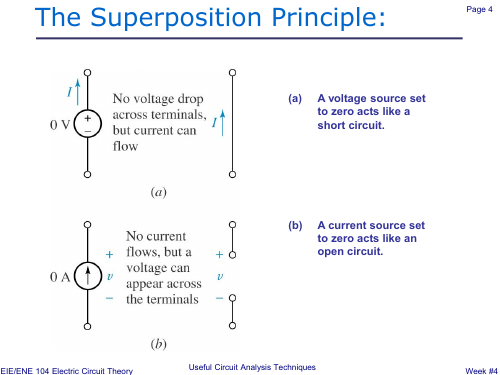 The Superposition Principle:
Page 4
I
0 V
+
−
No voltage drop
across terminals,
but current can
flow
I
(a)
(a) A voltage source set
to zero acts like a
short circuit.
0 A
+
v
−
No current
flows, but a
voltage can
appear across
the terminals
+
v
−
(b)
(b) A current source set
to zero acts like an
open circuit.
EIE/ENE 104 Electric Circuit Theory
Useful Circuit Analysis Techniques
Week #4